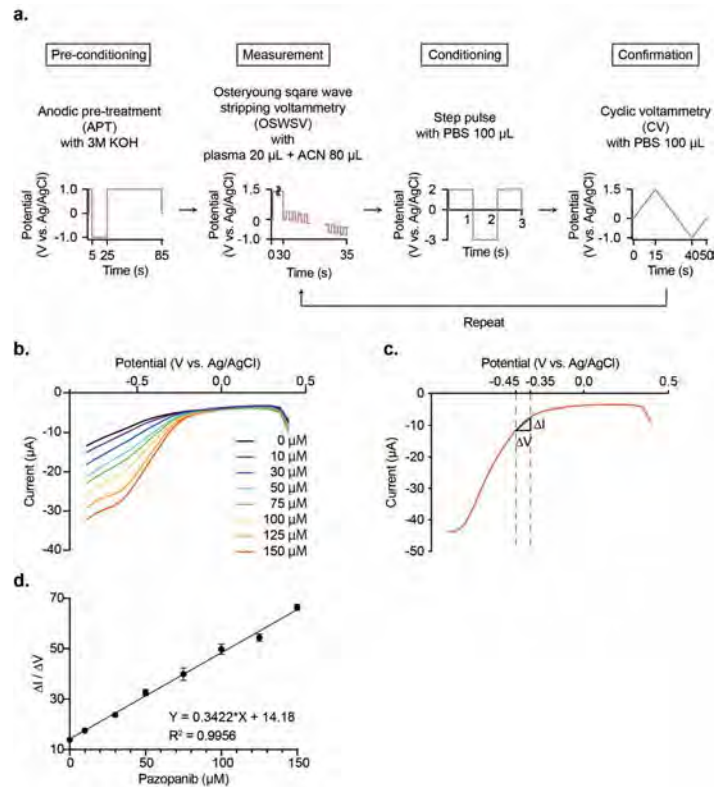 a.
Pre-conditioning
Measurement
Conditioning
Confirmation
Anodic pre-treatment
(APT)
with 3M KOH
Osteryoung sqare wave
stripping voltammetry
(OSWSV)
with
plasma 20 µL + ACN 80 µL
Step pulse
with PBS 100 µL
Cyclic voltammetry
(CV)
with PBS 100 µL
Potential
(V vs. Ag/AgCl)
1.0
0
-1.0
5 25 85
Time (s)
Potential
(V vs. Ag/AgCl)
1.5
0
-1.0
0 3 30 35
Time (s)
Potential
(V vs. Ag/AgCl)
2
0
-3
1 2 3
Time (s)
Potential
(V vs. Ag/AgCl)
1.5
0
-1.0
0 15 40 50
Time (s)
Repeat
b.
Potential (V vs. Ag/AgCl)
-0.5 0.0 0.5
0
-10
-20
-30
-40
Current (µA)
0 µM
10 µM
30 µM
50 µM
75 µM
100 µM
125 µM
150 µM
c.
Potential (V vs. Ag/AgCl)
-0.45 -0.35 0.0 0.5
0
-10
-20
-30
-40
-50
Current (µA)
ΔI
ΔV
d.
70
50
30
10
ΔI / ΔV
Y = 0.3422*X + 14.18
R² = 0.9956
0 50 100 150
Pazopanib (µM)